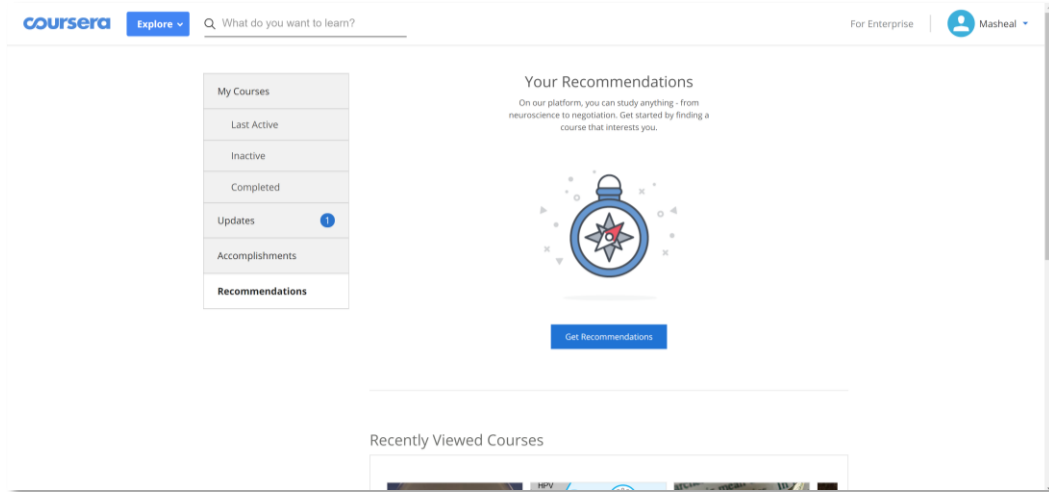 coursera
Explore
What do you want to learn?
For Enterprise
Masheal
My Courses
Last Active
Inactive
Completed
Updates
1
Accomplishments
Recommendations
Your Recommendations
On our platform, you can study anything - from
neuroscience to negotiation. Get started by finding a
course that interests you.
Get Recommendations
Recently Viewed Courses
HPV